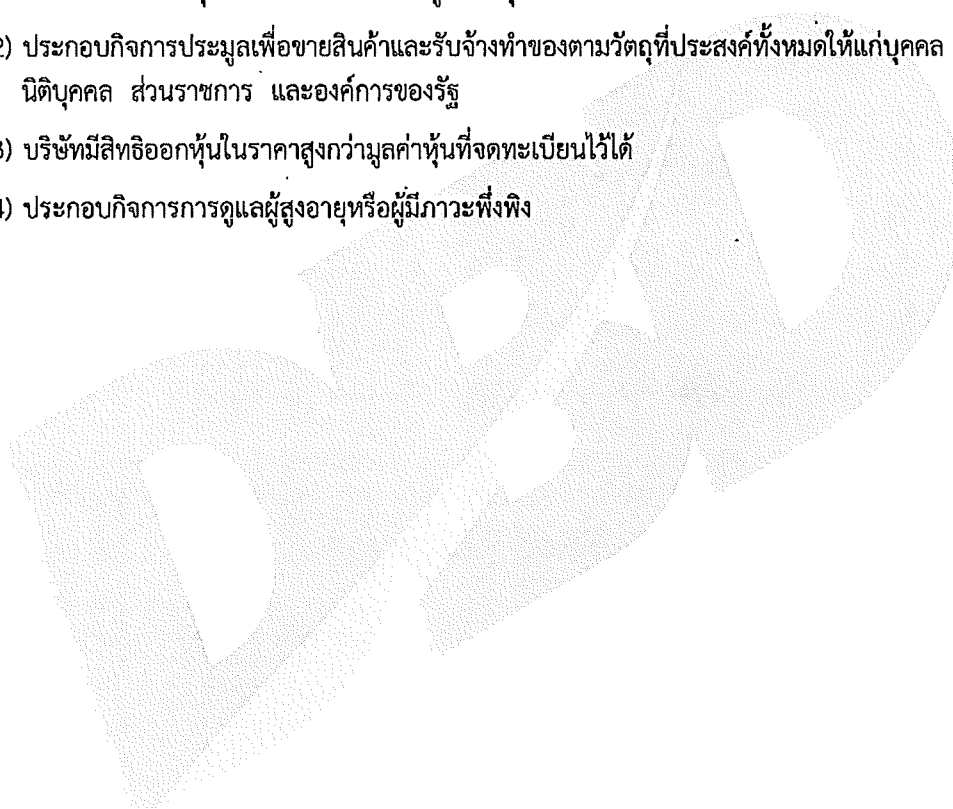 2) ประกอบกิจการประมูลเพื่อขายสินค้าและรับจ้างทำของตามวัตถุที่ประสงค์ทั้งหมดให้แก่บุคคล
นิติบุคคล ส่วนราชการ และองค์การของรัฐ
3) บริษัทมีสิทธิออกหุ้นในราคาสูงกว่ามูลค่าหุ้นที่จดทะเบียนไว้ได้
4) ประกอบกิจการการดูแลผู้สูงอายุหรือผู้มีภาวะพึ่งพิง
DBD